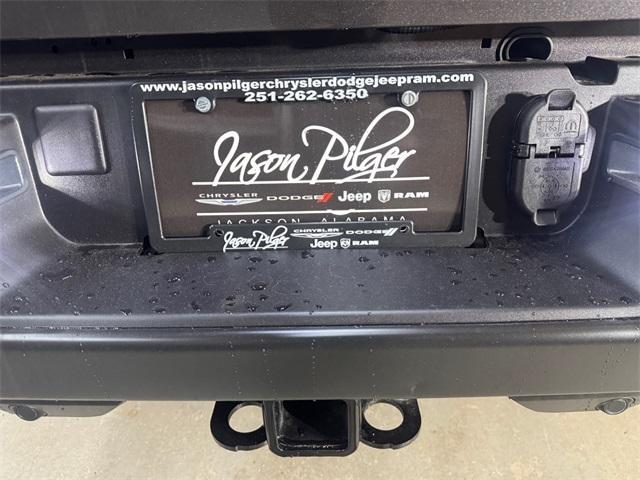 www.jasonpilgerchryslerdodgejeepram.com
251-262-6350
Jason Pilger
CHRYSLER DODGE Jeep RAM
JACKSON, ALABAMA
Jason Pilger CHRYSLER DODGE
Jeep RAM